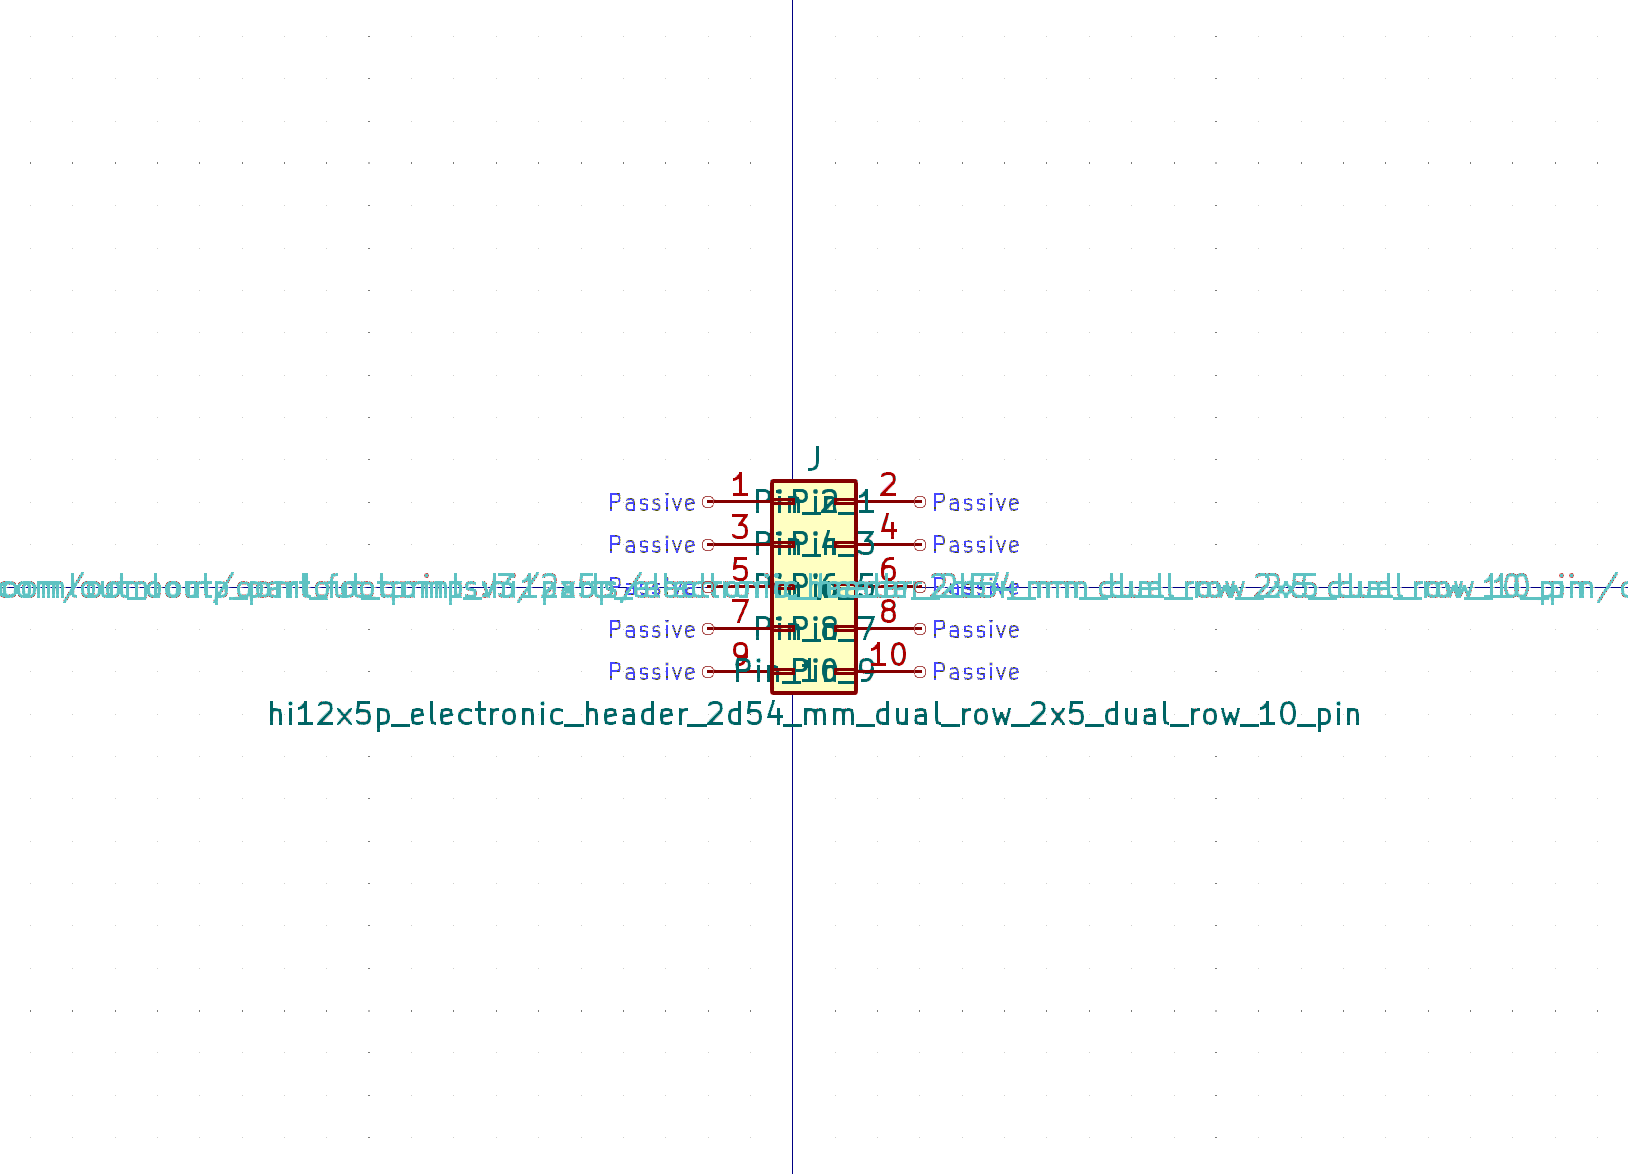 J
Passive 1 Pin_1 Pin_2 2 Passive
Passive 3 Pin_3 Pin_4 4 Passive
Passive 5 Pin_5 Pin_6 6 Passive
Passive 7 Pin_7 Pin_8 8 Passive
Passive 9 Pin_9 Pin_10 10 Passive
hi12x5p_electronic_header_2d54_mm_dual_row_2x5_dual_row_10_pin